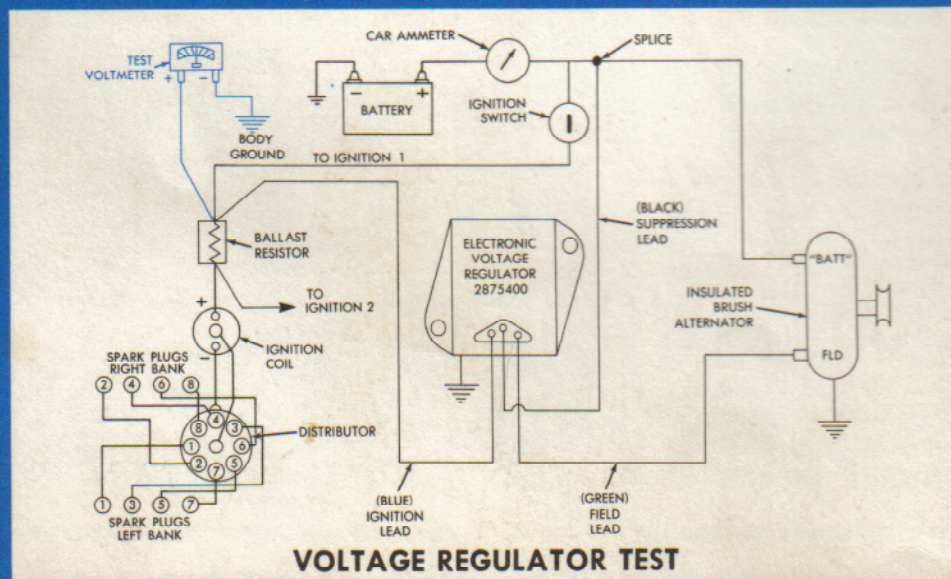 CAR AMMETER
SPLICE
TEST
VOLTMETER
+ −
− +
BATTERY
IGNITION
SWITCH
BODY
GROUND
TO IGNITION 1
(BLACK)
SUPPRESSION
LEAD
BALLAST
RESISTOR
ELECTRONIC
VOLTAGE
REGULATOR
2875400
"BATT"
TO
IGNITION 2
INSULATED
BRUSH
ALTERNATOR
+
IGNITION
COIL
−
FLD
SPARK PLUGS
RIGHT BANK
2 4 6 8
DISTRIBUTOR
4
8 3
1 6
2 5
7
1 3 5 7
SPARK PLUGS
LEFT BANK
(BLUE)
IGNITION
LEAD
(GREEN)
FIELD
LEAD
VOLTAGE REGULATOR TEST